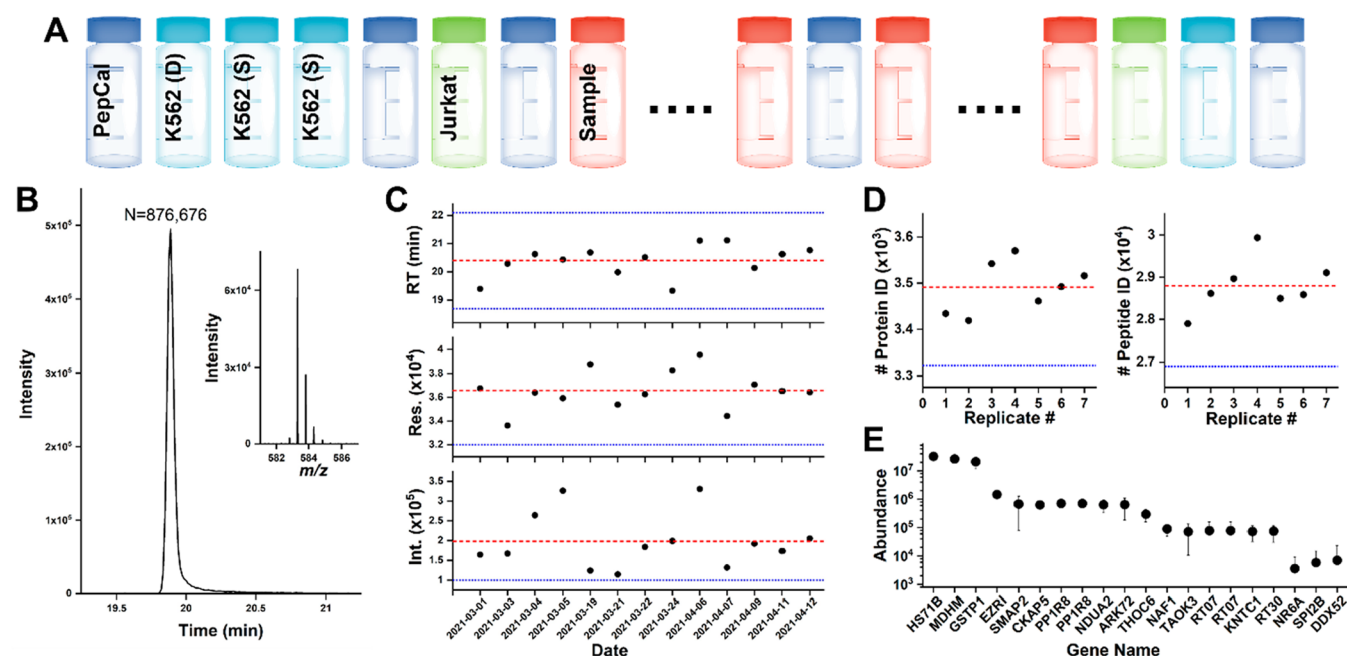 A
PepCal
K562 (D)
K562 (S)
K562 (S)
Jurkat
Sample
B
N=876,676
Intensity
5x10⁵
4x10⁵
3x10⁵
2x10⁵
1x10⁵
0
19.5
20
20.5
21
Time (min)
Intensity
6x10⁴
3x10⁴
0
582
584
586
m/z
C
RT (min)
22
21
20
19
Res. (x10⁴)
4
3.8
3.6
3.4
3.2
Int. (x10⁵)
3.5
3
2.5
2
1.5
1
2021-03-01
2021-03-03
2021-03-04
2021-03-05
2021-03-19
2021-03-21
2021-03-22
2021-03-24
2021-04-06
2021-04-07
2021-04-09
2021-04-11
2021-04-12
Date
D
# Protein ID (x10³)
3.6
3.5
3.4
3.3
0 1 2 3 4 5 6 7
Replicate #
# Peptide ID (x10⁴)
3
2.9
2.8
2.7
2.6
0 1 2 3 4 5 6 7
Replicate #
E
Abundance
10⁷
10⁶
10⁵
10⁴
10³
HS71B
MDHM
GSTP1
EZRI
SMAP2
CKAP5
PP1R8
PP1R8
NDUA2
ARK72
THOC6
NAF1
TAOK3
RT07
RT07
KNTC1
RT30
NR6A
SPI2B
DDX52
Gene Name